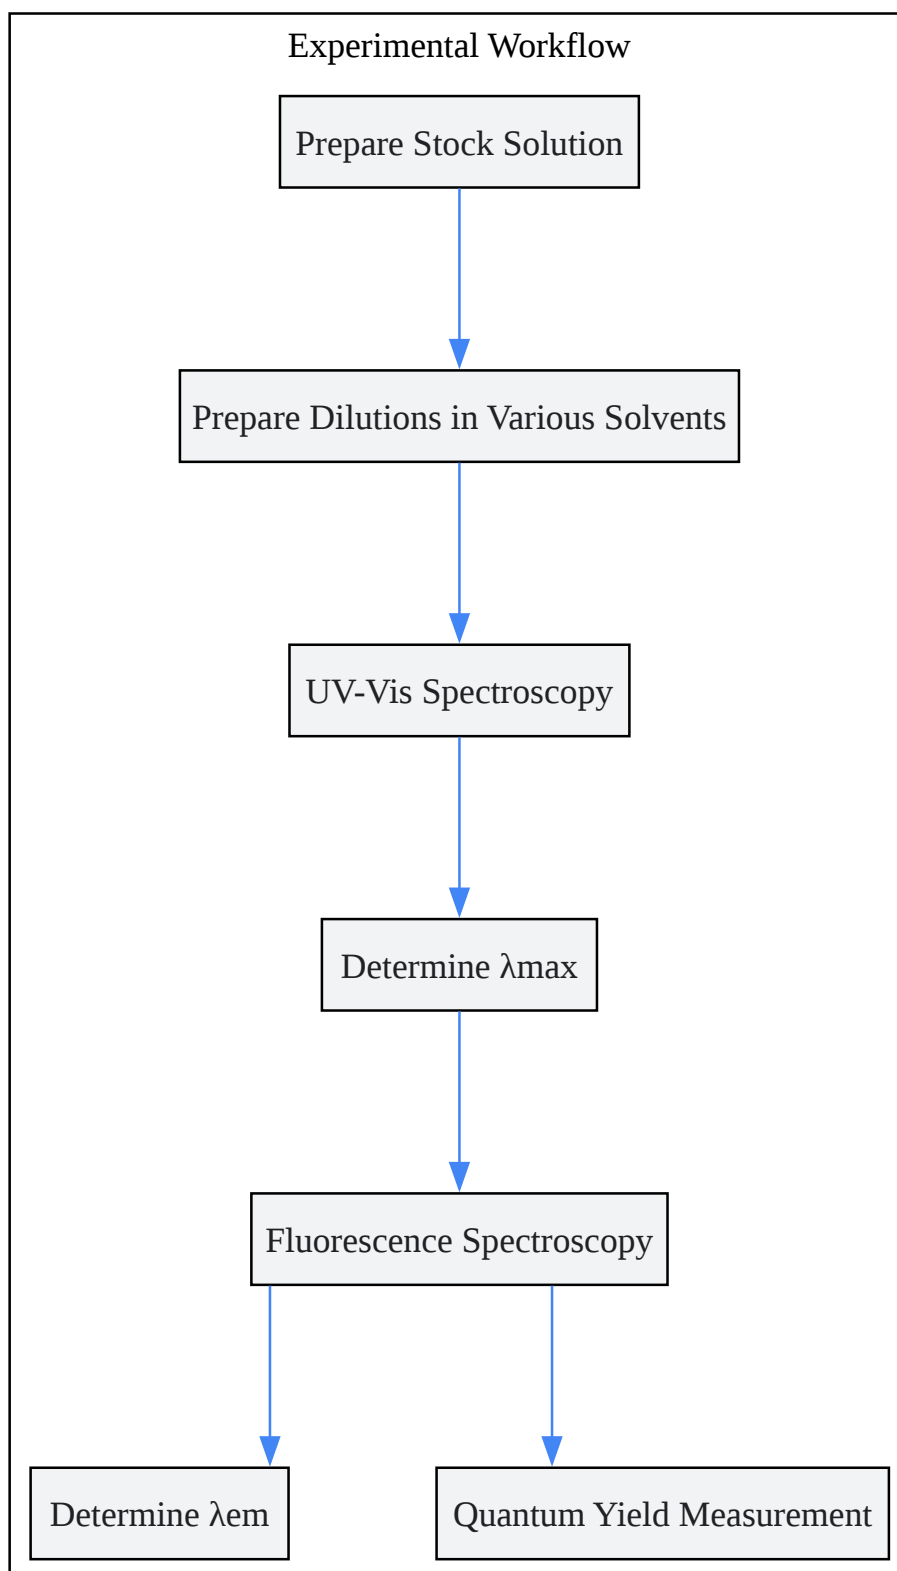 Experimental Workflow
Prepare Stock Solution
Prepare Dilutions in Various Solvents
UV-Vis Spectroscopy
Determine λmax
Fluorescence Spectroscopy
Determine λem
Quantum Yield Measurement